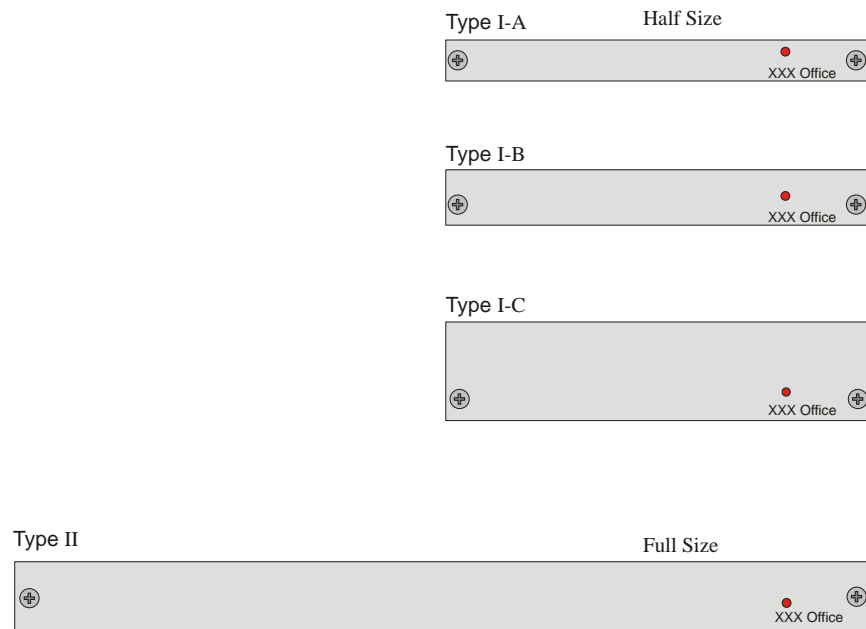 Type I-A
Half Size
XXX Office
Type I-B
XXX Office
Type I-C
XXX Office
Type II
Full Size
XXX Office